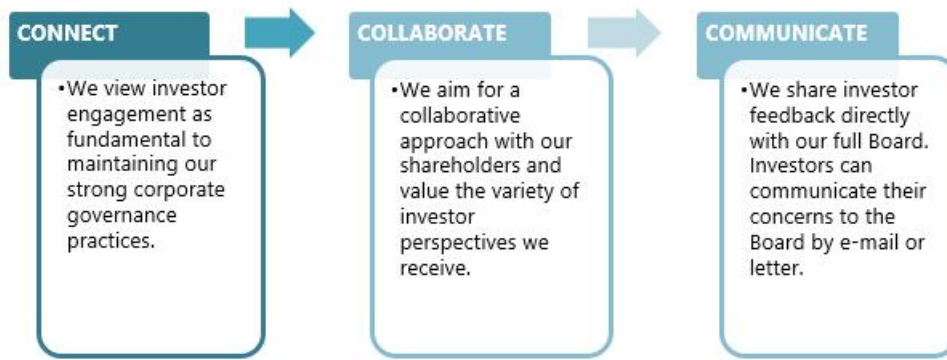 CONNECT
•We view investor
engagement as
fundamental to
maintaining our
strong corporate
governance
practices.
COLLABORATE
•We aim for a
collaborative
approach with our
shareholders and
value the variety of
investor
perspectives we
receive.
COMMUNICATE
•We share investor
feedback directly
with our full Board.
Investors can
communicate their
concerns to the
Board by e-mail or
letter.